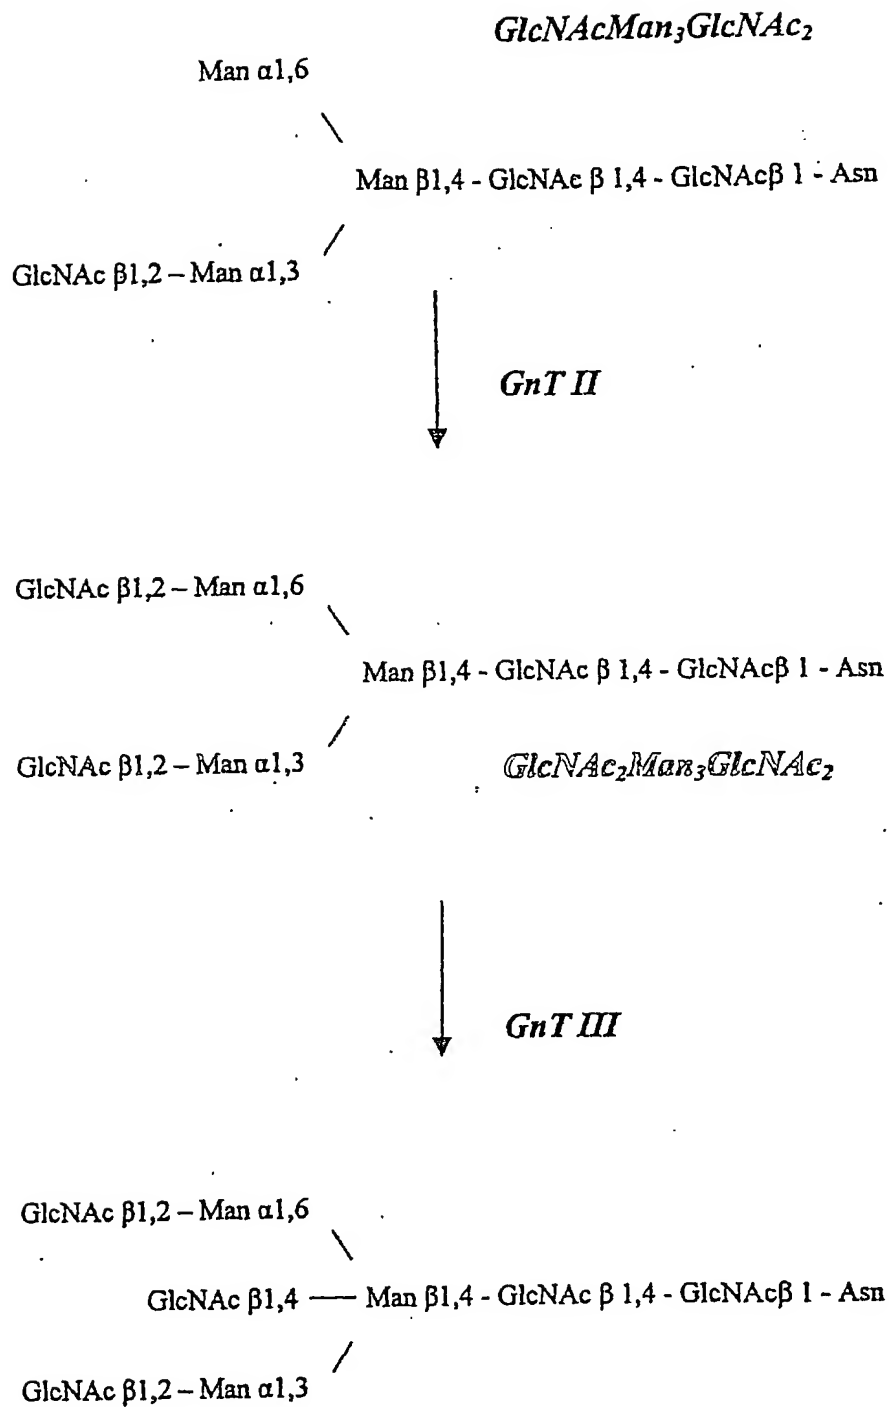 GlcNAcMan₃GlcNAc₂
Man α1,6
\
Man β1,4 - GlcNAc β 1,4 - GlcNAcβ 1 - Asn
/
GlcNAc β1,2 – Man α1,3
GnT II
GlcNAc β1,2 – Man α1,6
\
Man β1,4 - GlcNAc β 1,4 - GlcNAcβ 1 - Asn
/
GlcNAc β1,2 – Man α1,3
GlcNAc₂Man₃GlcNAc₂
GnT III
GlcNAc β1,2 – Man α1,6
\
GlcNAc β1,4 — Man β1,4 - GlcNAc β 1,4 - GlcNAcβ 1 - Asn
/
GlcNAc β1,2 – Man α1,3